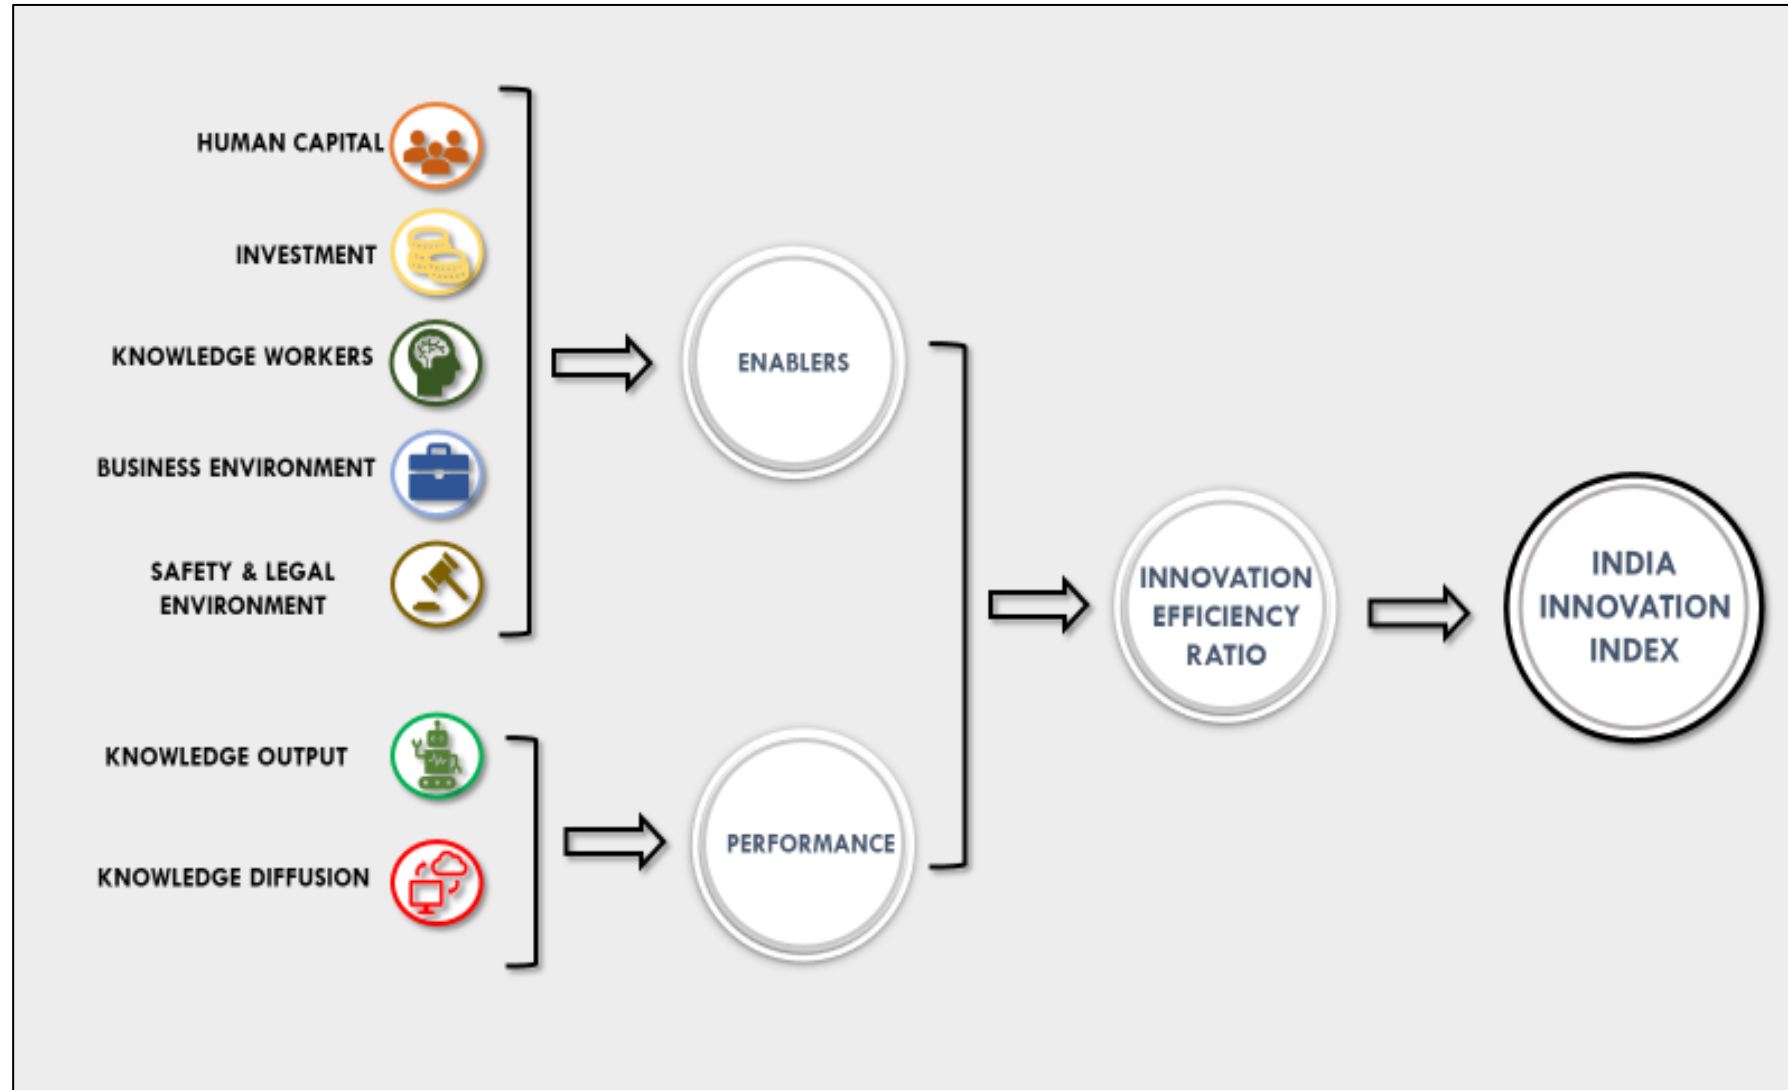 HUMAN CAPITAL
INVESTMENT
KNOWLEDGE WORKERS
BUSINESS ENVIRONMENT
SAFETY & LEGAL
ENVIRONMENT
KNOWLEDGE OUTPUT
KNOWLEDGE DIFFUSION
ENABLERS
PERFORMANCE
INNOVATION
EFFICIENCY
RATIO
INDIA
INNOVATION
INDEX